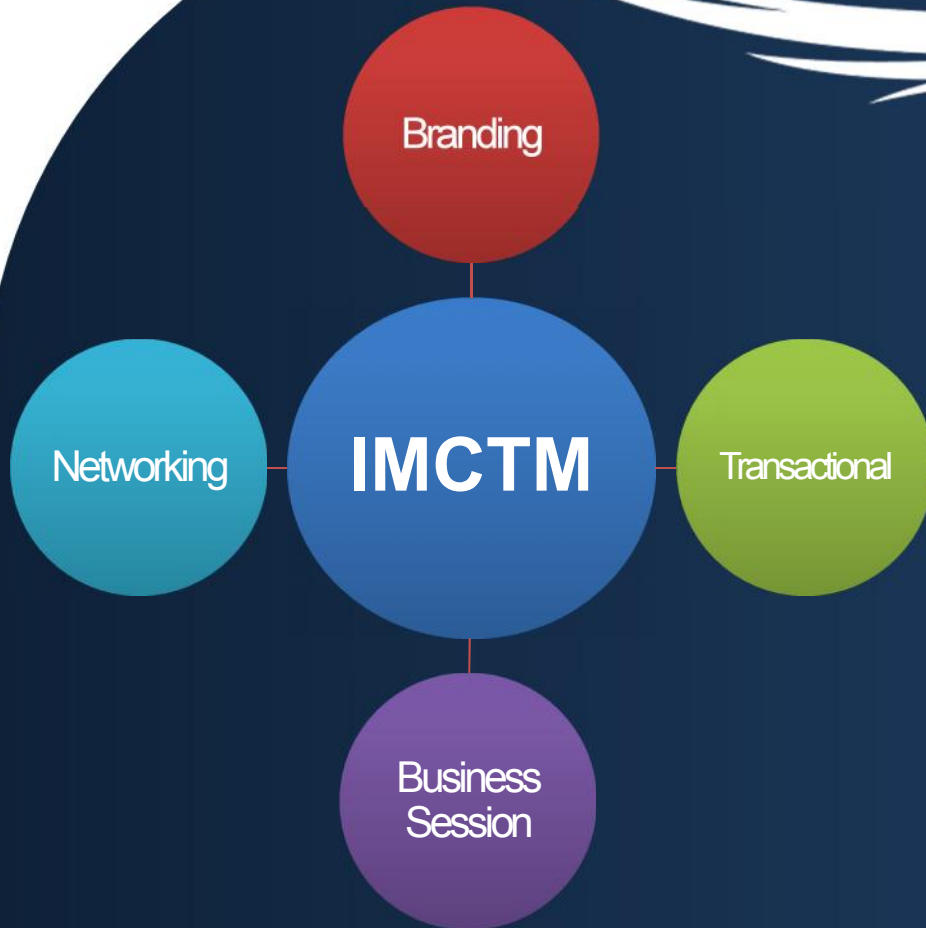 Branding
Networking
IMCTM
Transactional
Business
Session